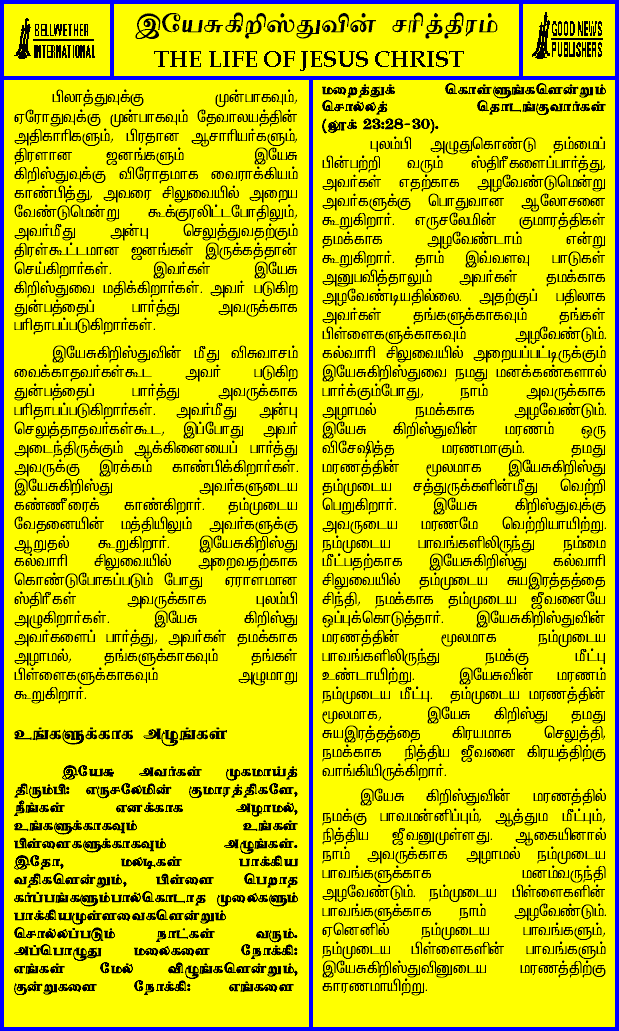 BELLWETHER
INTERNATIONAL
இயேசுகிறிஸ்துவின் சரித்திரம்
THE LIFE OF JESUS CHRIST
GOOD NEWS
PUBLISHERS
பிலாத்துவுக்கு முன்பாகவும்,
ஏரோதுவுக்கு முன்பாகவும் தேவாலயத்தின்
அதிகாரிகளும், பிரதான ஆசாரியர்களும்,
திரளான ஜனங்களும் இயேசு
கிறிஸ்துவுக்கு விரோதமாக வைராக்கியம்
காண்பித்து, அவரை சிலுவையில் அறைய
வேண்டுமென்று கூக்குரலிட்டபோதிலும்,
அவர்மீது அன்பு செலுத்துவதற்கும்
திரள்கூட்டமான ஜனங்கள் இருக்கத்தான்
செய்கிறார்கள். இவர்கள் இயேசு
கிறிஸ்துவை மதிக்கிறார்கள். அவர் படுகிற
துன்பத்தைப் பார்த்து அவருக்காக
பரிதாபப்படுகிறார்கள்.
இயேசுகிறிஸ்துவின் மீது விசுவாசம்
வைக்காதவர்கள்கூட அவர் படுகிற
துன்பத்தைப் பார்த்து அவருக்காக
பரிதாபப்படுகிறார்கள். அவர்மீது அன்பு
செலுத்தாதவர்கள்கூட, இப்போது அவர்
அடைந்திருக்கும் ஆக்கினையைப் பார்த்து
அவருக்கு இரக்கம் காண்பிக்கிறார்கள்.
இயேசுகிறிஸ்து அவர்களுடைய
கண்ணீரைக் காண்கிறார். தம்முடைய
வேதனையின் மத்தியிலும் அவர்களுக்கு
ஆறுதல் கூறுகிறார். இயேசுகிறிஸ்து
கல்வாரி சிலுவையில் அறைவதற்காக
கொண்டுபோகப்படும் போது ஏராளமான
ஸ்திரீகள் அவருக்காக புலம்பி
அழுகிறார்கள். இயேசு கிறிஸ்து
அவர்களைப் பார்த்து, அவர்கள் தமக்காக
அழாமல், தங்களுக்காகவும் தங்கள்
பிள்ளைகளுக்காகவும் அழுமாறு
கூறுகிறார்.
உங்களுக்காக அழுங்கள்
இயேசு அவர்கள் முகமாய்த்
திரும்பி: எருசலேமின் குமாரத்திகளே,
நீங்கள் எனக்காக அழாமல்,
உங்களுக்காகவும் உங்கள்
பிள்ளைகளுக்காகவும் அழுங்கள்.
இதோ, மலடிகள் பாக்கிய
வதிகளென்றும், பிள்ளை பெறாத
கர்ப்பங்களும்பால்கொடாத முலைகளும்
பாக்கியமுள்ளவைகளென்றும்
சொல்லப்படும் நாட்கள் வரும்.
அப்பொழுது மலைகளை நோக்கி:
எங்கள் மேல் விழுங்களென்றும்,
குன்றுகளை நோக்கி: எங்களை
மறைத்துக் கொள்ளுங்களென்றும்
சொல்லத் தொடங்குவார்கள்
(லூக் 23:28-30).
புலம்பி அழுதுகொண்டு தம்மைப்
பின்பற்றி வரும் ஸ்திரீகளைப்பார்த்து,
அவர்கள் எதற்காக அழவேண்டுமென்று
அவர்களுக்கு பொதுவான ஆலோசனை
கூறுகிறார். எருசலேமின் குமாரத்திகள்
தமக்காக அழவேண்டாம் என்று
கூறுகிறார். தாம் இவ்வளவு பாடுகள்
அனுபவித்தாலும் அவர்கள் தமக்காக
அழவேண்டியதில்லை. அதற்குப் பதிலாக
அவர்கள் தங்களுக்காகவும் தங்கள்
பிள்ளைகளுக்காகவும் அழவேண்டும்.
கல்வாரி சிலுவையில் அறையப்பட்டிருக்கும்
இயேசுகிறிஸ்துவை நமது மனக்கண்களால்
பார்க்கும்போது, நாம் அவருக்காக
அழாமல் நமக்காக அழவேண்டும்.
இயேசு கிறிஸ்துவின் மரணம் ஒரு
விசேஷித்த மரணமாகும். தமது
மரணத்தின் மூலமாக இயேசுகிறிஸ்து
தம்முடைய சத்துருக்களின்மீது வெற்றி
பெறுகிறார். இயேசு கிறிஸ்துவுக்கு
அவருடைய மரணமே வெற்றியாயிற்று.
நம்முடைய பாவங்களிலிருந்து நம்மை
மீட்பதற்காக இயேசுகிறிஸ்து கல்வாரி
சிலுவையில் தம்முடைய சுயஇரத்தத்தை
சிந்தி, நமக்காக தம்முடைய ஜீவனையே
ஒப்புக்கொடுத்தார். இயேசுகிறிஸ்துவின்
மரணத்தின் மூலமாக நம்முடைய
பாவங்களிலிருந்து நமக்கு மீட்பு
உண்டாயிற்று. இயேசுவின் மரணம்
நம்முடைய மீட்பு. தம்முடைய மரணத்தின்
மூலமாக, இயேசு கிறிஸ்து தமது
சுயஇரத்தத்தை கிரயமாக செலுத்தி,
நமக்காக நித்திய ஜீவனை கிரயத்திற்கு
வாங்கியிருக்கிறார்.
இயேசு கிறிஸ்துவின் மரணத்தில்
நமக்கு பாவமன்னிப்பும், ஆத்தும மீட்பும்,
நித்திய ஜீவனுமுள்ளது. ஆகையினால்
நாம் அவருக்காக அழாமல் நம்முடைய
பாவங்களுக்காக மனம்வருந்தி
அழவேண்டும். நம்முடைய பிள்ளைகளின்
பாவங்களுக்காக நாம் அழவேண்டும்.
ஏனெனில் நம்முடைய பாவங்களும்,
நம்முடைய பிள்ளைகளின் பாவங்களும்
இயேசுகிறிஸ்துவினுடைய மரணத்திற்கு
காரணமாயிற்று.